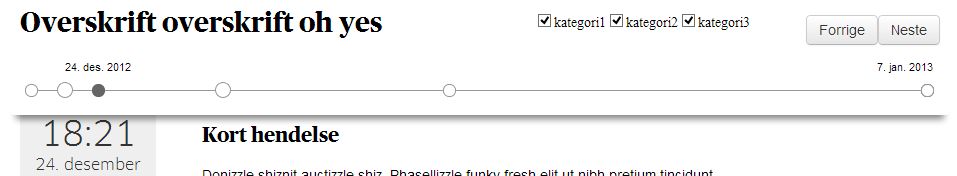 Overskrift overskrift oh yes
kategori1 kategori2 kategori3
Forrige Neste
24. des. 2012 7. jan. 2013
18:21
24. desember
Kort hendelse
Donizzle shiznit auctizzle shiz. Phasellizzle funky fresh elit ut nibh pretium tincidunt